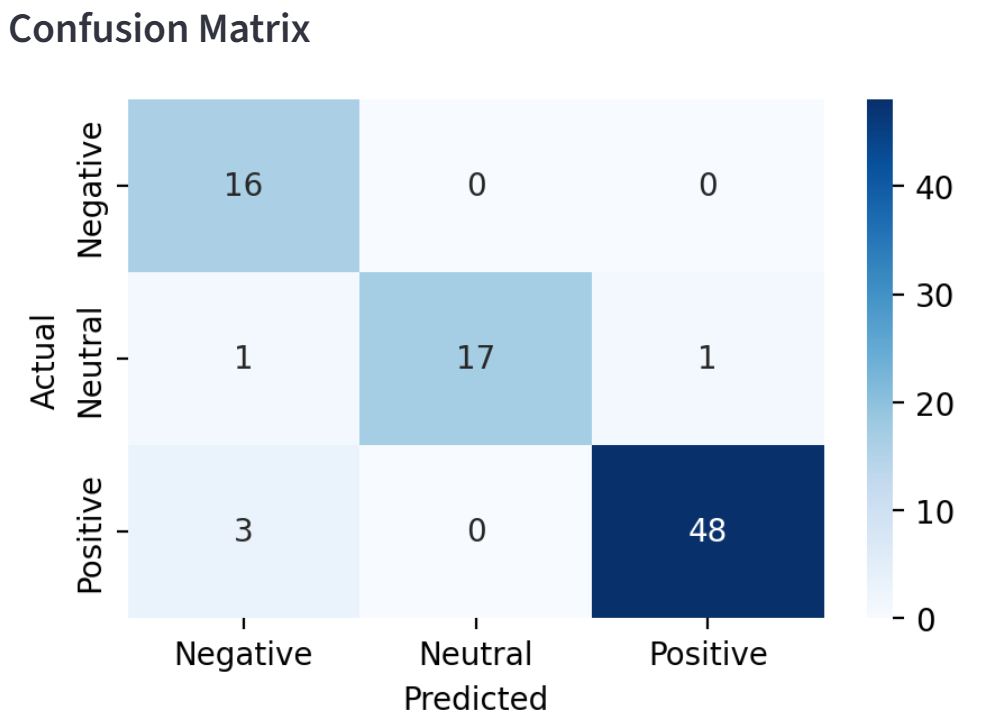 Confusion Matrix
Negative
16 0 0
40
30
Actual
Neutral
1 17 1
20
Positive
3 0 48
10
0
Negative Neutral Positive
Predicted